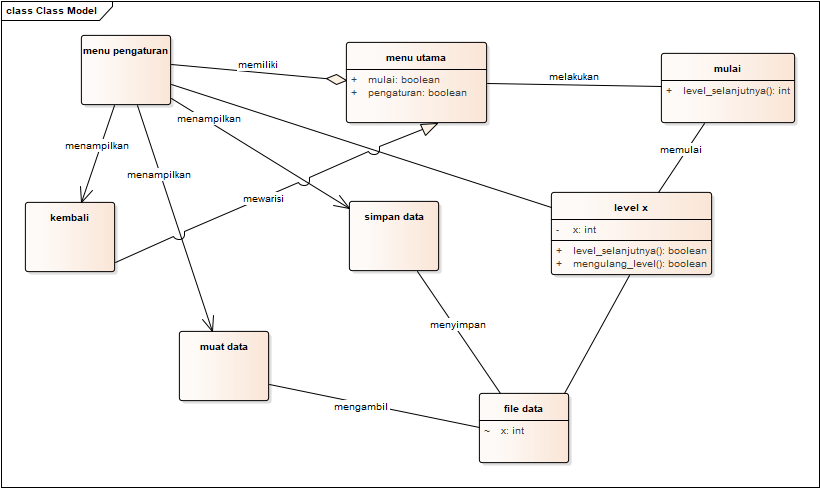 class Class Model
menu pengaturan
memiliki
menu utama
+ mulai: boolean
+ pengaturan: boolean
melakukan
mulai
+ level_selanjutnya(): int
menampilkan
menampilkan
menampilkan
memulai
mewarisi
kembali
simpan data
level x
- x: int
+ level_selanjutnya(): boolean
+ mengulang_level(): boolean
menyimpan
muat data
mengambil
file data
~ x: int